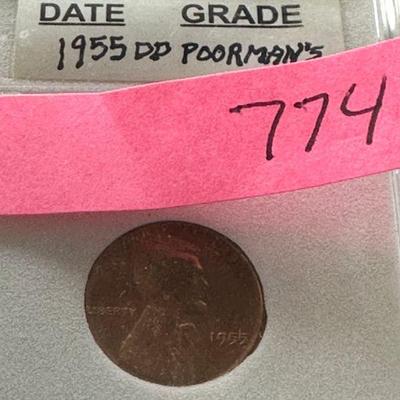 DATE GRADE
1955 DD POORMAN'S
774
LIBERTY
1955